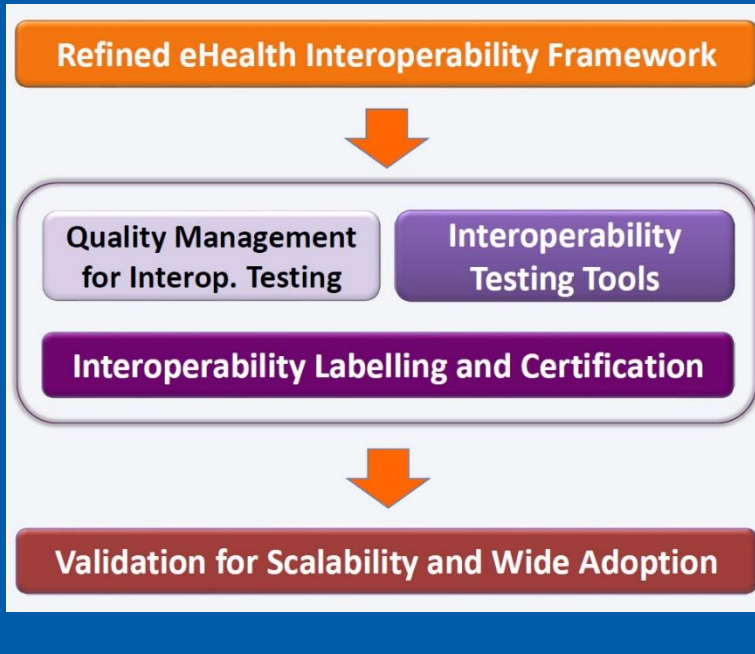 Refined eHealth Interoperability Framework
Quality Management
for Interop. Testing
Interoperability
Testing Tools
Interoperability Labelling and Certification
Validation for Scalability and Wide Adoption